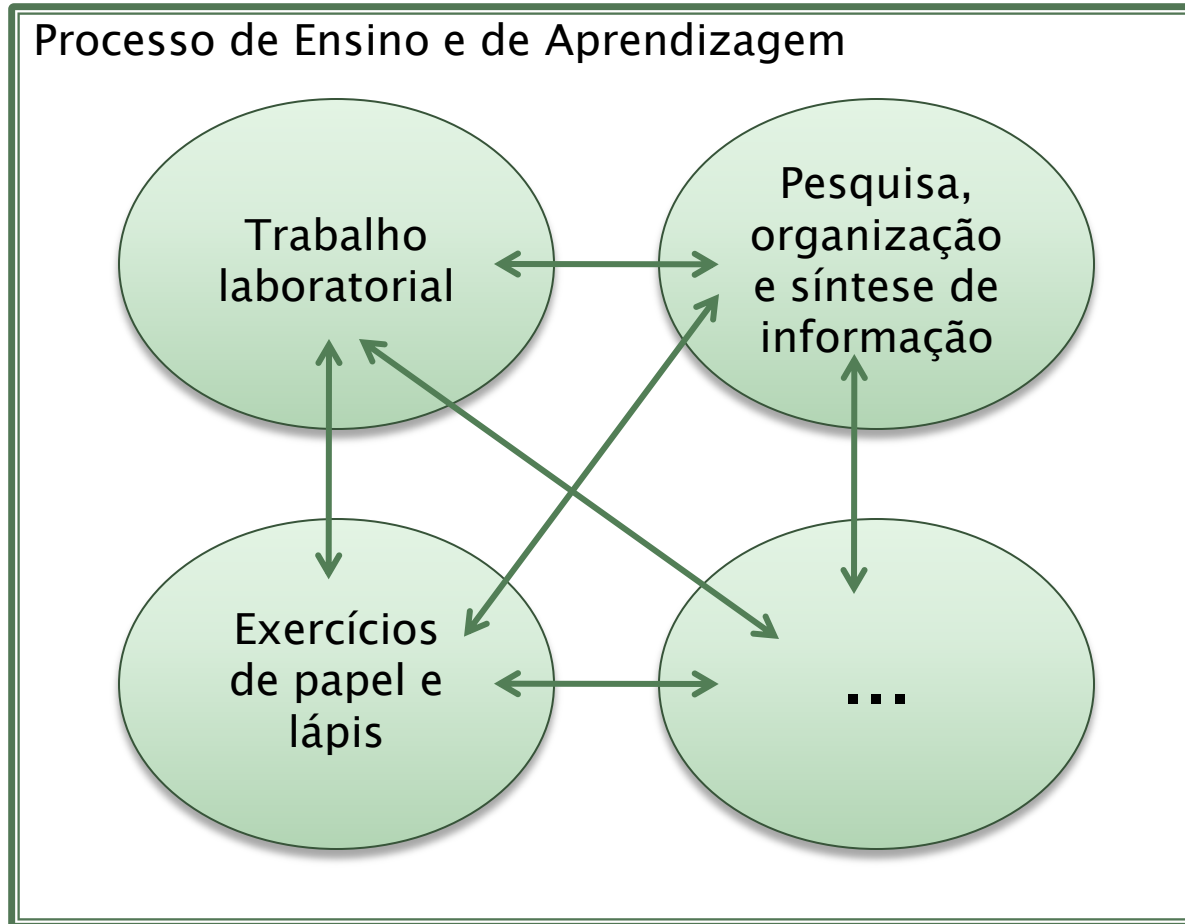 Processo de Ensino e de Aprendizagem
Trabalho
laboratorial
Pesquisa,
organização
e síntese de
informação
Exercícios
de papel e
lápis
...